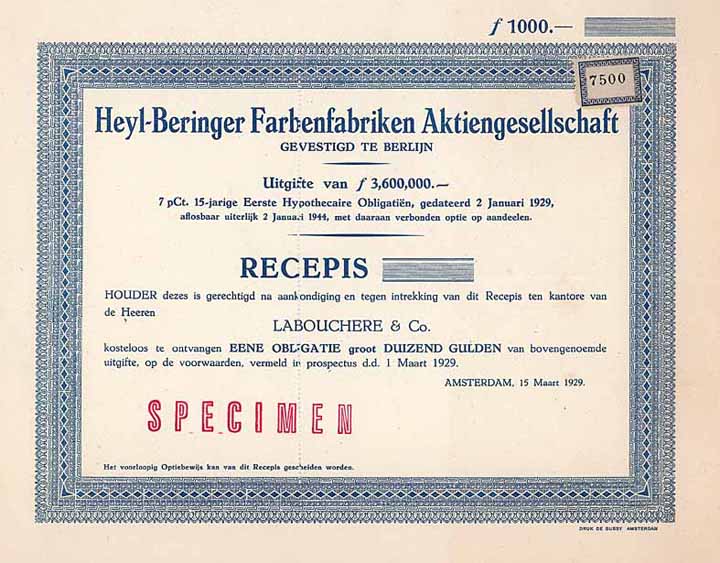 ƒ 1000.—
7500
Heyl-Beringer Farbenfabriken Aktiengesellschaft
GEVESTIGD TE BERLIJN
Uitgifte van ƒ 3,600,000.—
7 pCt. 15-jarige Eerste Hypothecaire Obligatiën, gedateerd 2 Januari 1929,
aflosbaar uiterlijk 2 Januari 1944, met daaraan verbonden optie op aandeelen.
RECEPIS
HOUDER dezes is gerechtigd na aankondiging en tegen intrekking van dit Recepis ten kantore van
de Heeren
LABOUCHERE & Co.
kosteloos te ontvangen EENE OBLIGATIE groot DUIZEND GULDEN van bovengenoemde
uitgifte, op de voorwaarden, vermeld in prospectus d.d. 1 Maart 1929.
AMSTERDAM, 15 Maart 1929.
SPECIMEN
Het voorloopig Optiebewijs kan van dit Recepis gescheiden worden.
DRUK DE BUSSY AMSTERDAM